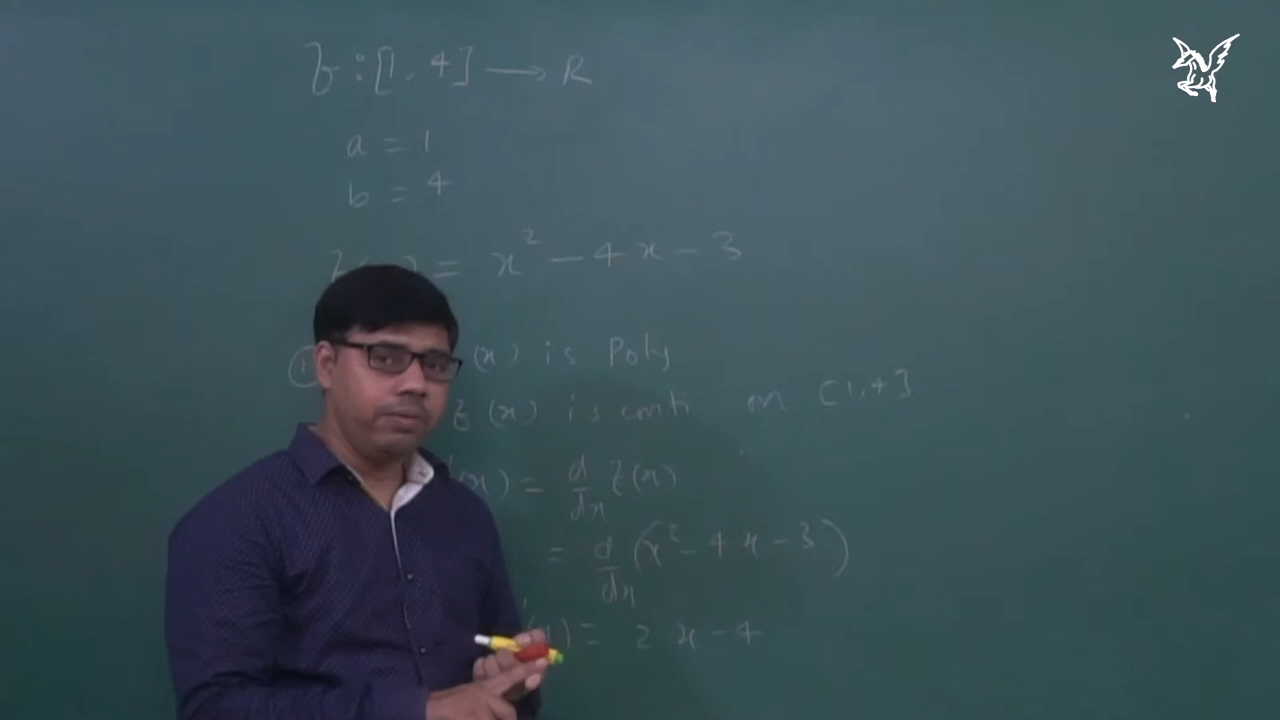 f : [1, 4] ⟶ R
a = 1
b = 4
= x² − 4x − 3
(x) is Poly
f(x) is conti on [1,4]
(x) = d/dx f(x)
= d/dx (x² − 4x − 3)
'(x) = 2x − 4